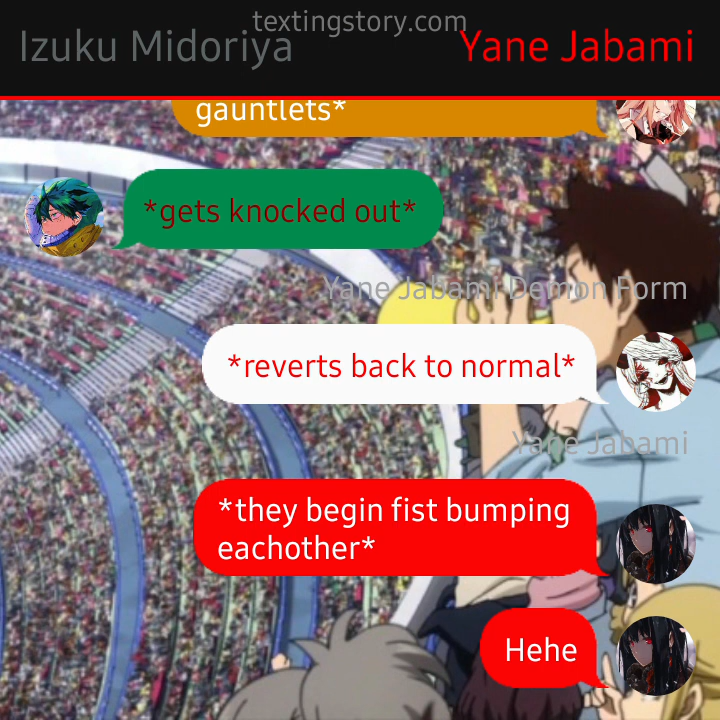 textingstory.com
Izuku Midoriya
Yane Jabami
gauntlets*
*gets knocked out*
Yane Jabami Demon Form
*reverts back to normal*
Yane Jabami
*they begin fist bumping
eachother*
Hehe